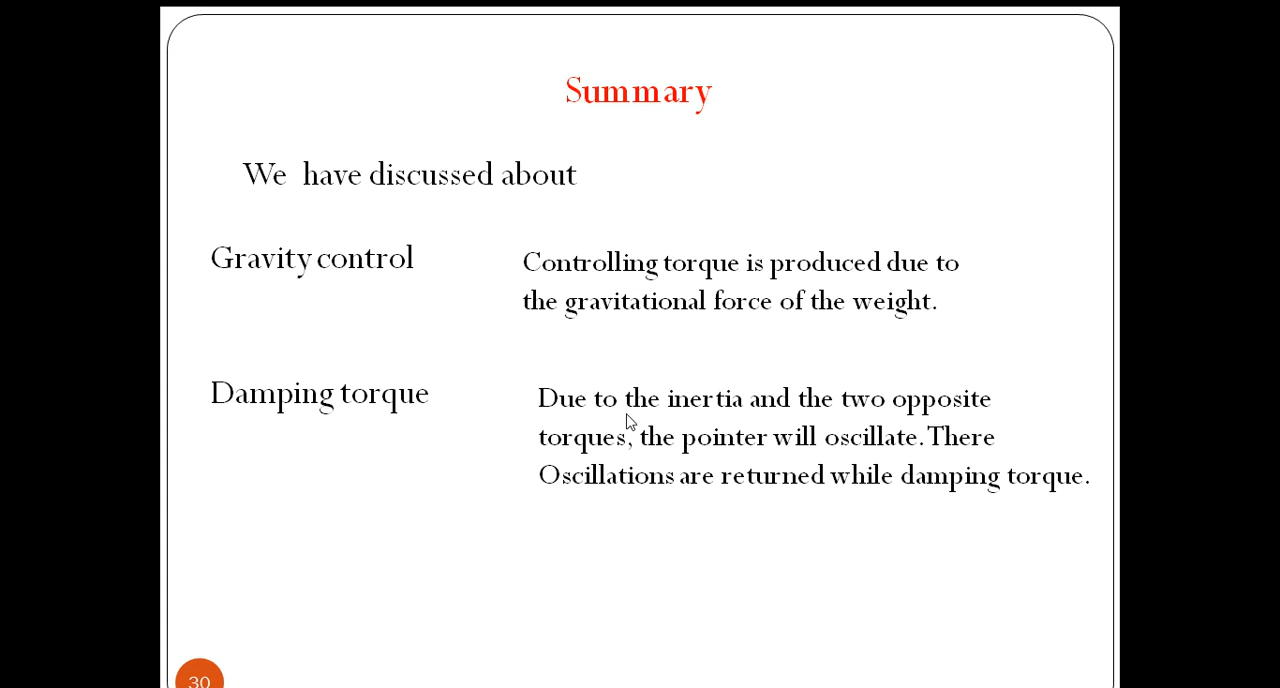 Summary
We have discussed about
Gravity control
Controlling torque is produced due to
the gravitational force of the weight.
Damping torque
Due to the inertia and the two opposite
torques, the pointer will oscillate. There
Oscillations are returned while damping torque.
30